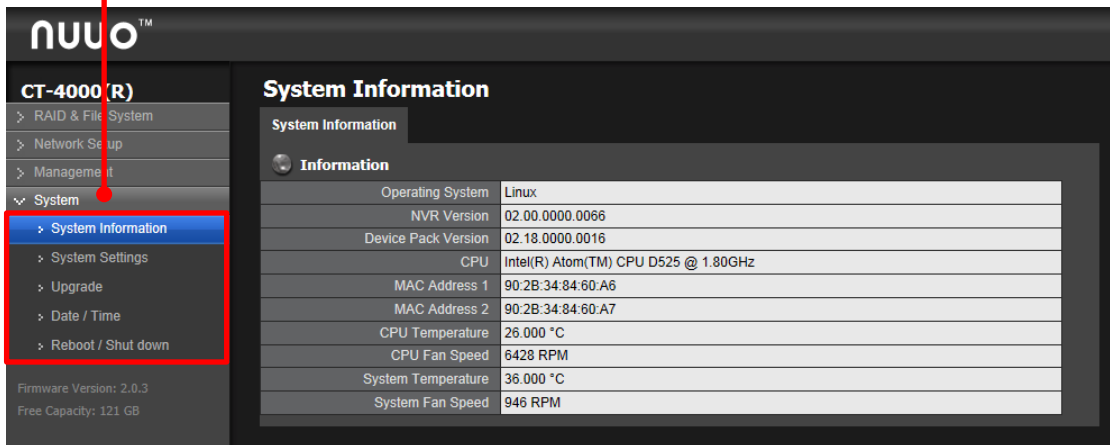 nuuo™
CT-4000(R)
RAID & File System
Network Setup
Management
System
System Information
System Settings
Upgrade
Date / Time
Reboot / Shut down
Firmware Version: 2.0.3
Free Capacity: 121 GB
System Information
System Information
Information
Operating System Linux
NVR Version 02.00.0000.0066
Device Pack Version 02.18.0000.0016
CPU Intel(R) Atom(TM) CPU D525 @ 1.80GHz
MAC Address 1 90:2B:34:84:60:A6
MAC Address 2 90:2B:34:84:60:A7
CPU Temperature 26.000 °C
CPU Fan Speed 6428 RPM
System Temperature 36.000 °C
System Fan Speed 946 RPM